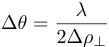 Δθ = λ / 2Δρ⊥